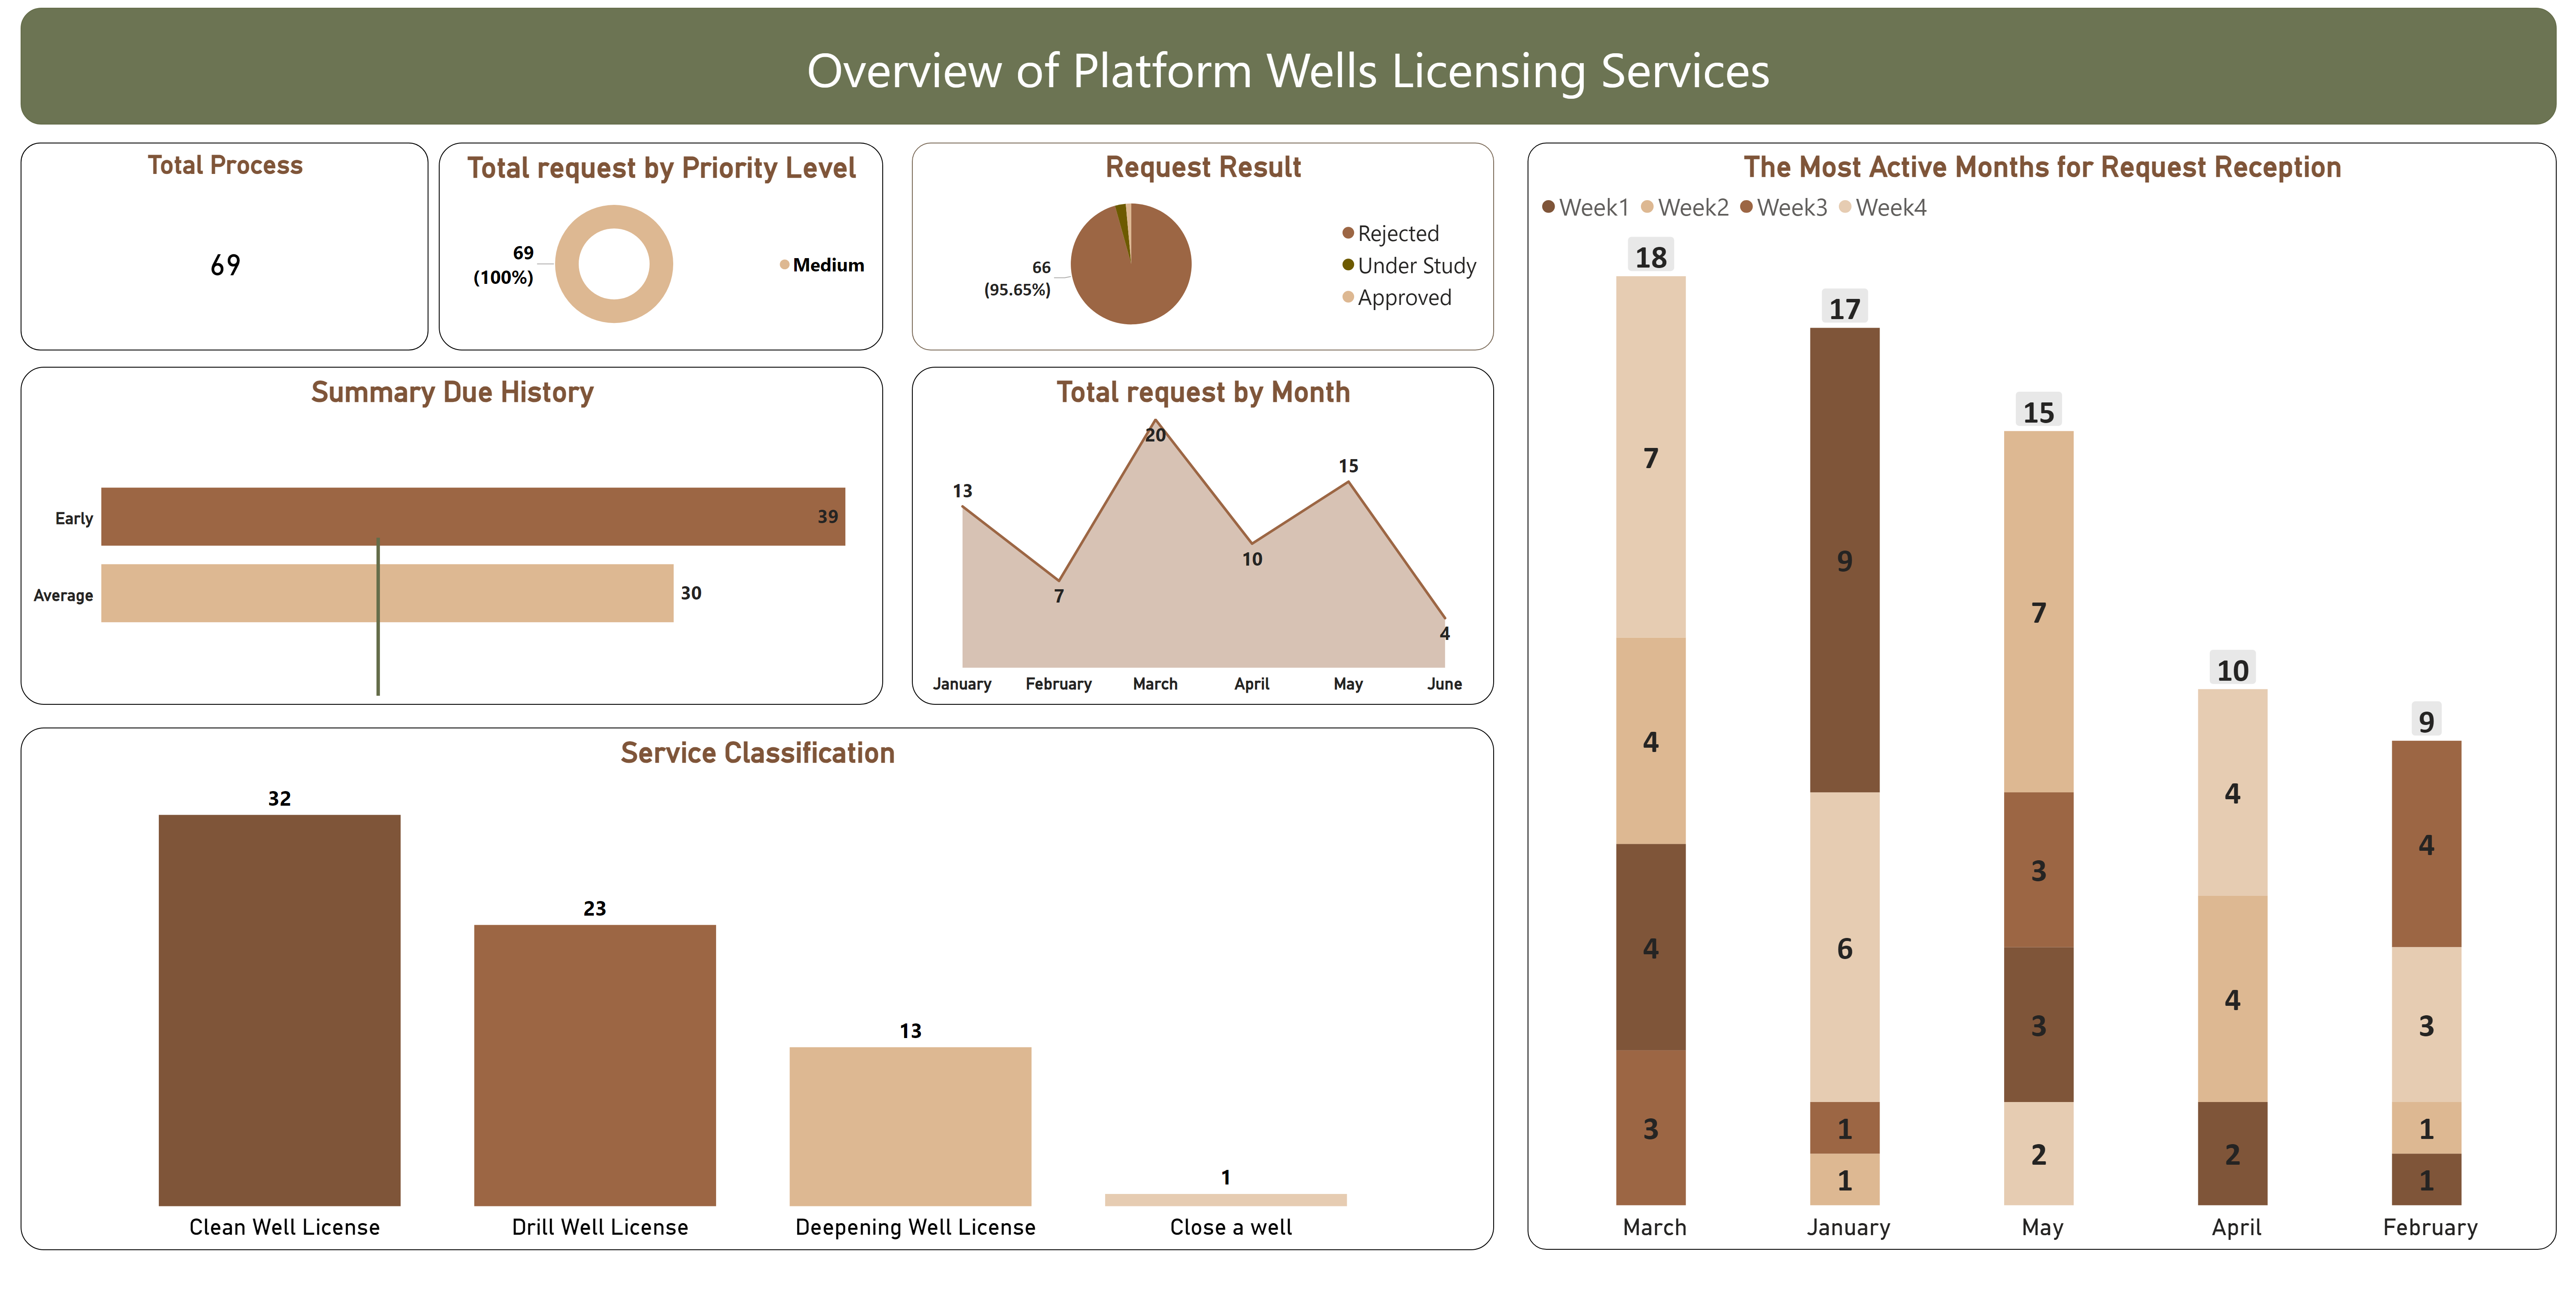 Overview of Platform Wells Licensing Services
Total Process
69
Total request by Priority Level
69
(100%)
Medium
Request Result
66
(95.65%)
Rejected
Under Study
Approved
Summary Due History
Early
39
Average
30
Total request by Month
13
7
20
10
15
4
January February March April May June
Service Classification
32
23
13
1
Clean Well License Drill Well License Deepening Well License Close a well
The Most Active Months for Request Reception
Week1 Week2 Week3 Week4
18
7
4
4
3
March
17
9
6
1
1
January
15
7
3
3
2
May
10
4
4
2
April
9
4
3
1
1
February